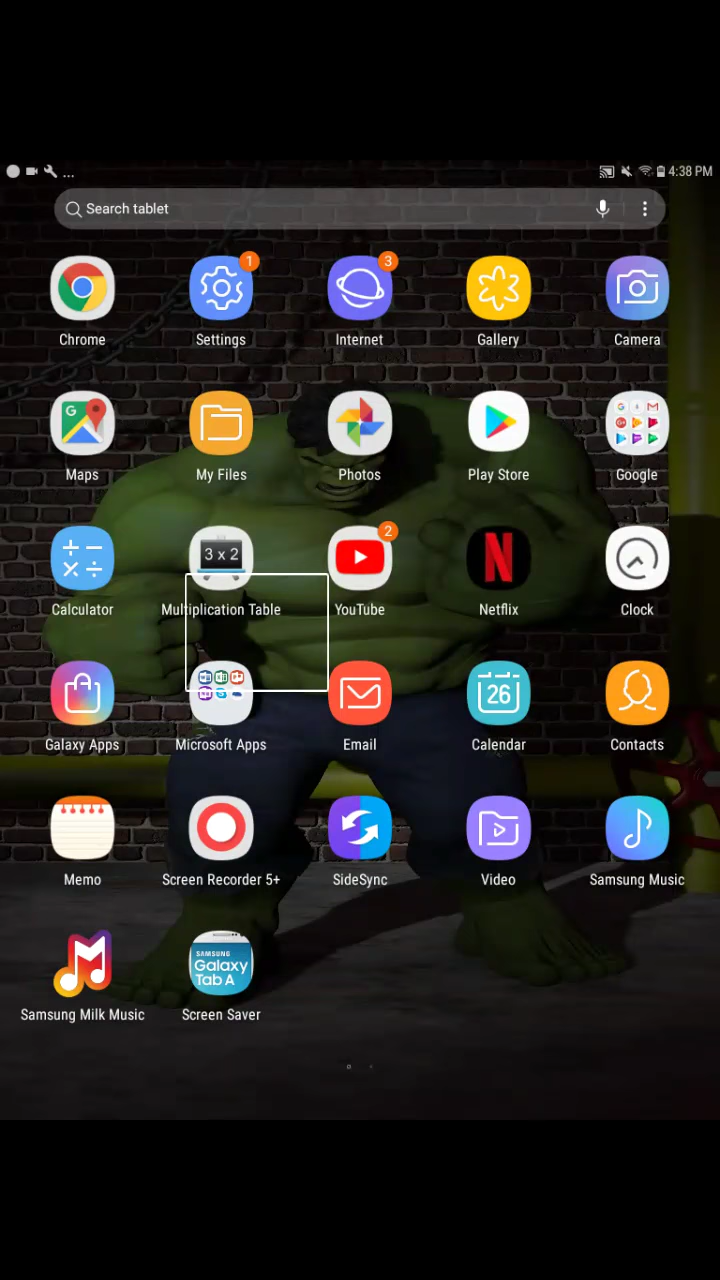 ... 4:38 PM
Search tablet
1 3
Chrome Settings Internet Gallery Camera
G
Maps My Files Photos Play Store Google
3 x 2 2 N
Calculator Multiplication Table YouTube Netflix Clock
26
Galaxy Apps Microsoft Apps Email Calendar Contacts
Memo Screen Recorder 5+ SideSync Video Samsung Music
SAMSUNG
Galaxy
Tab A
Samsung Milk Music Screen Saver